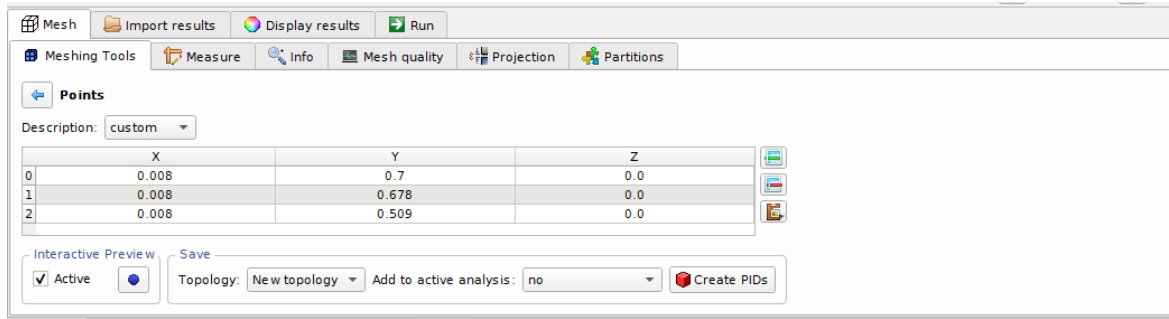 Mesh Import results Display results Run
Meshing Tools Measure Info Mesh quality Projection Partitions
Points
Description: custom
X Y Z
0 0.008 0.7 0.0
1 0.008 0.678 0.0
2 0.008 0.509 0.0
Interactive Preview Save
Active Topology: New topology Add to active analysis: no Create PIDs